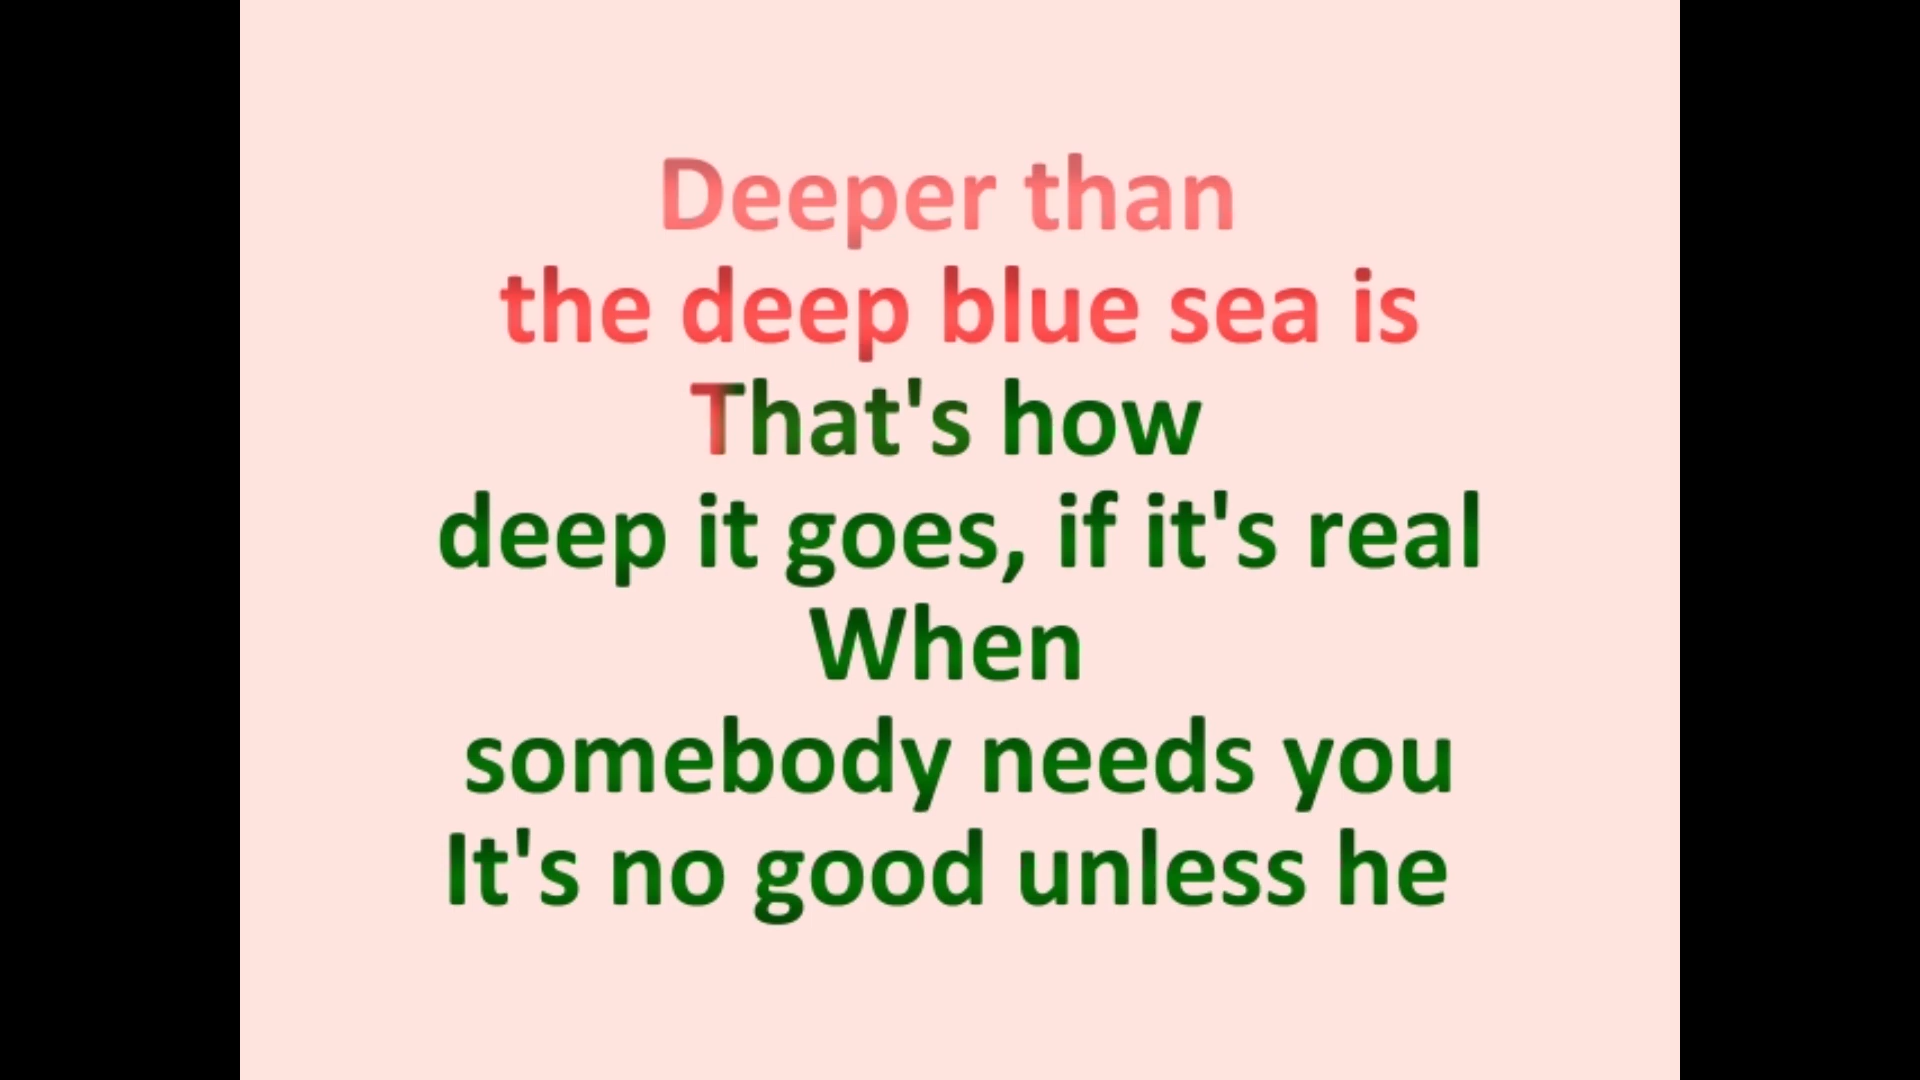 Deeper than
the deep blue sea is
That's how
deep it goes, if it's real
When
somebody needs you
It's no good unless he